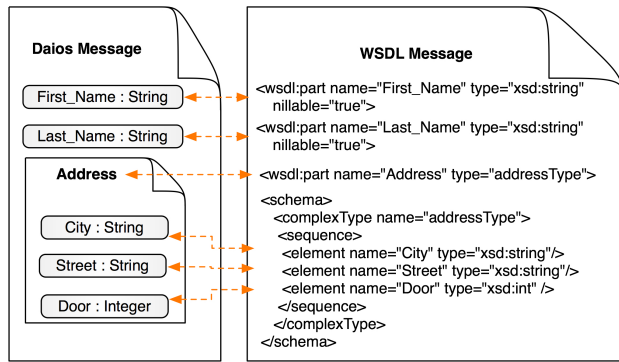 Daios Message
First_Name : String
Last_Name : String
Address
City : String
Street : String
Door : Integer
WSDL Message
<wsdl:part name="First_Name" type="xsd:string"
nillable="true">
<wsdl:part name="Last_Name" type="xsd:string"
nillable="true">
<wsdl:part name="Address" type="addressType">
<schema>
<complexType name="addressType">
<sequence>
<element name="City" type="xsd:string"/>
<element name="Street" type="xsd:string"/>
<element name="Door" type="xsd:int" />
</sequence>
</complexType>
</schema>